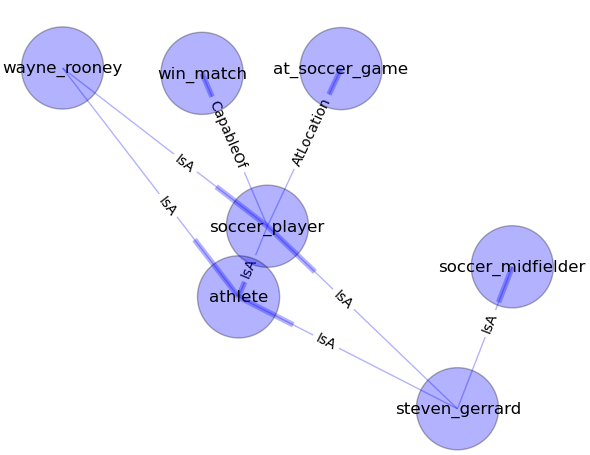 wayne_rooney
win_match
at_soccer_game
CapableOf
AtLocation
IsA
IsA
soccer_player
IsA
soccer_midfielder
athlete
IsA
IsA
IsA
steven_gerrard